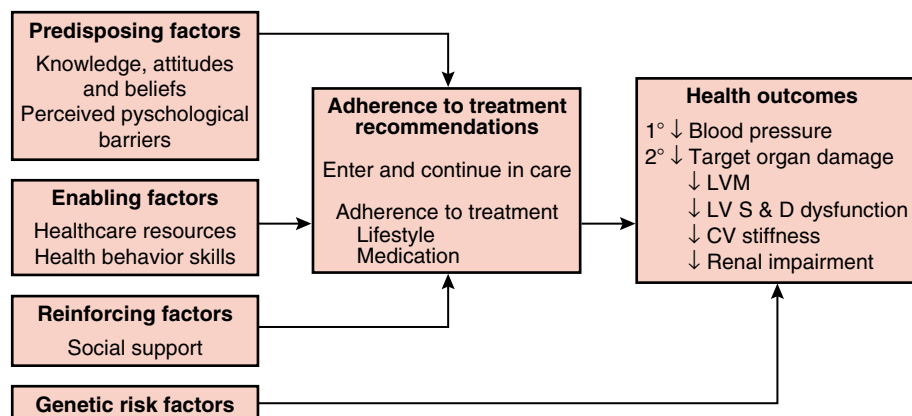 Predisposing factors
Knowledge, attitudes
and beliefs
Perceived pyschological
barriers
Enabling factors
Healthcare resources
Health behavior skills
Reinforcing factors
Social support
Genetic risk factors
Adherence to treatment
recommendations
Enter and continue in care
Adherence to treatment
Lifestyle
Medication
Health outcomes
1° ↓ Blood pressure
2° ↓ Target organ damage
↓ LVM
↓ LV S & D dysfunction
↓ CV stiffness
↓ Renal impairment